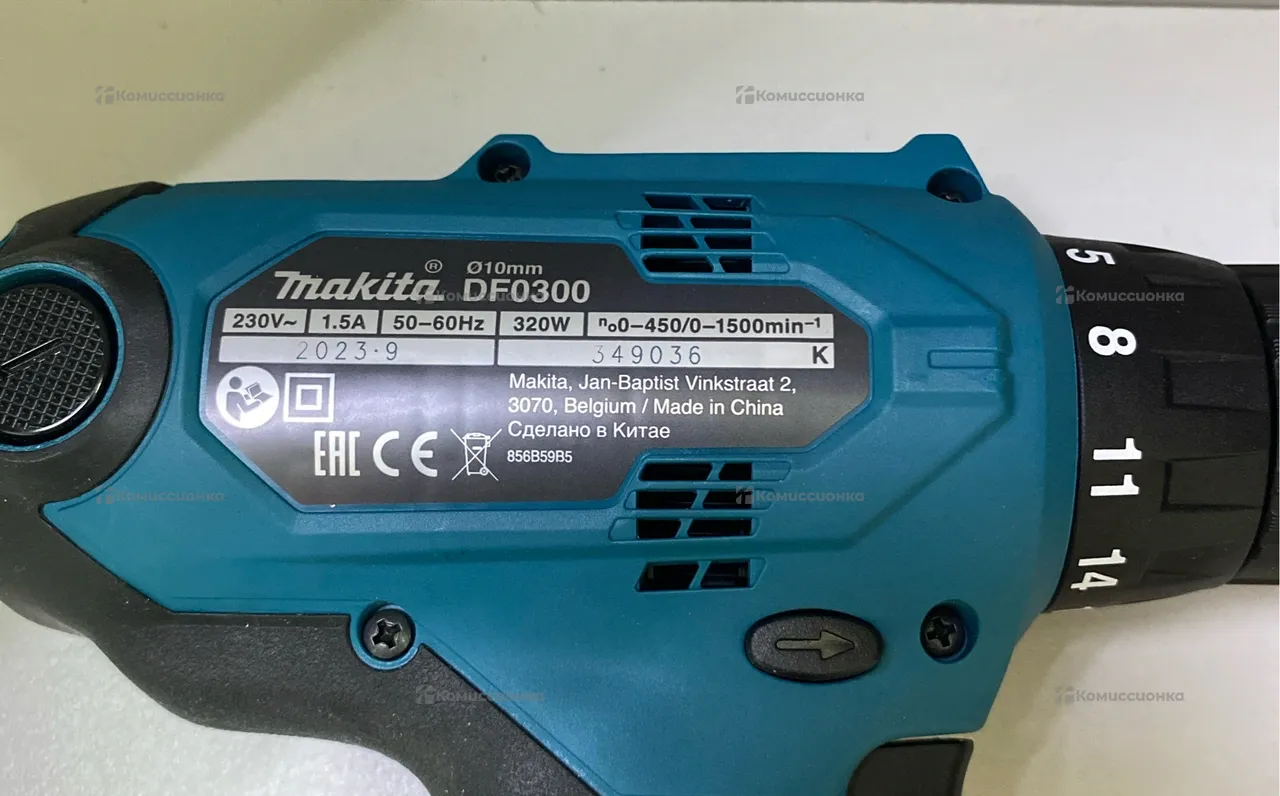 Комиссионка
Комиссионка
makita® Ø10mm
DF0300
Комиссионка
Комиссионка
230V~ 1.5A 50–60Hz 320W n₀0–450/0–1500min⁻¹
2023·9 349036 K
Makita, Jan-Baptist Vinkstraat 2,
3070, Belgium / Made in China
Сделано в Китае
EAC CE
856B59B5
Комиссионка
Комиссионка
5
8
11
14
Комиссионка
Комиссионка